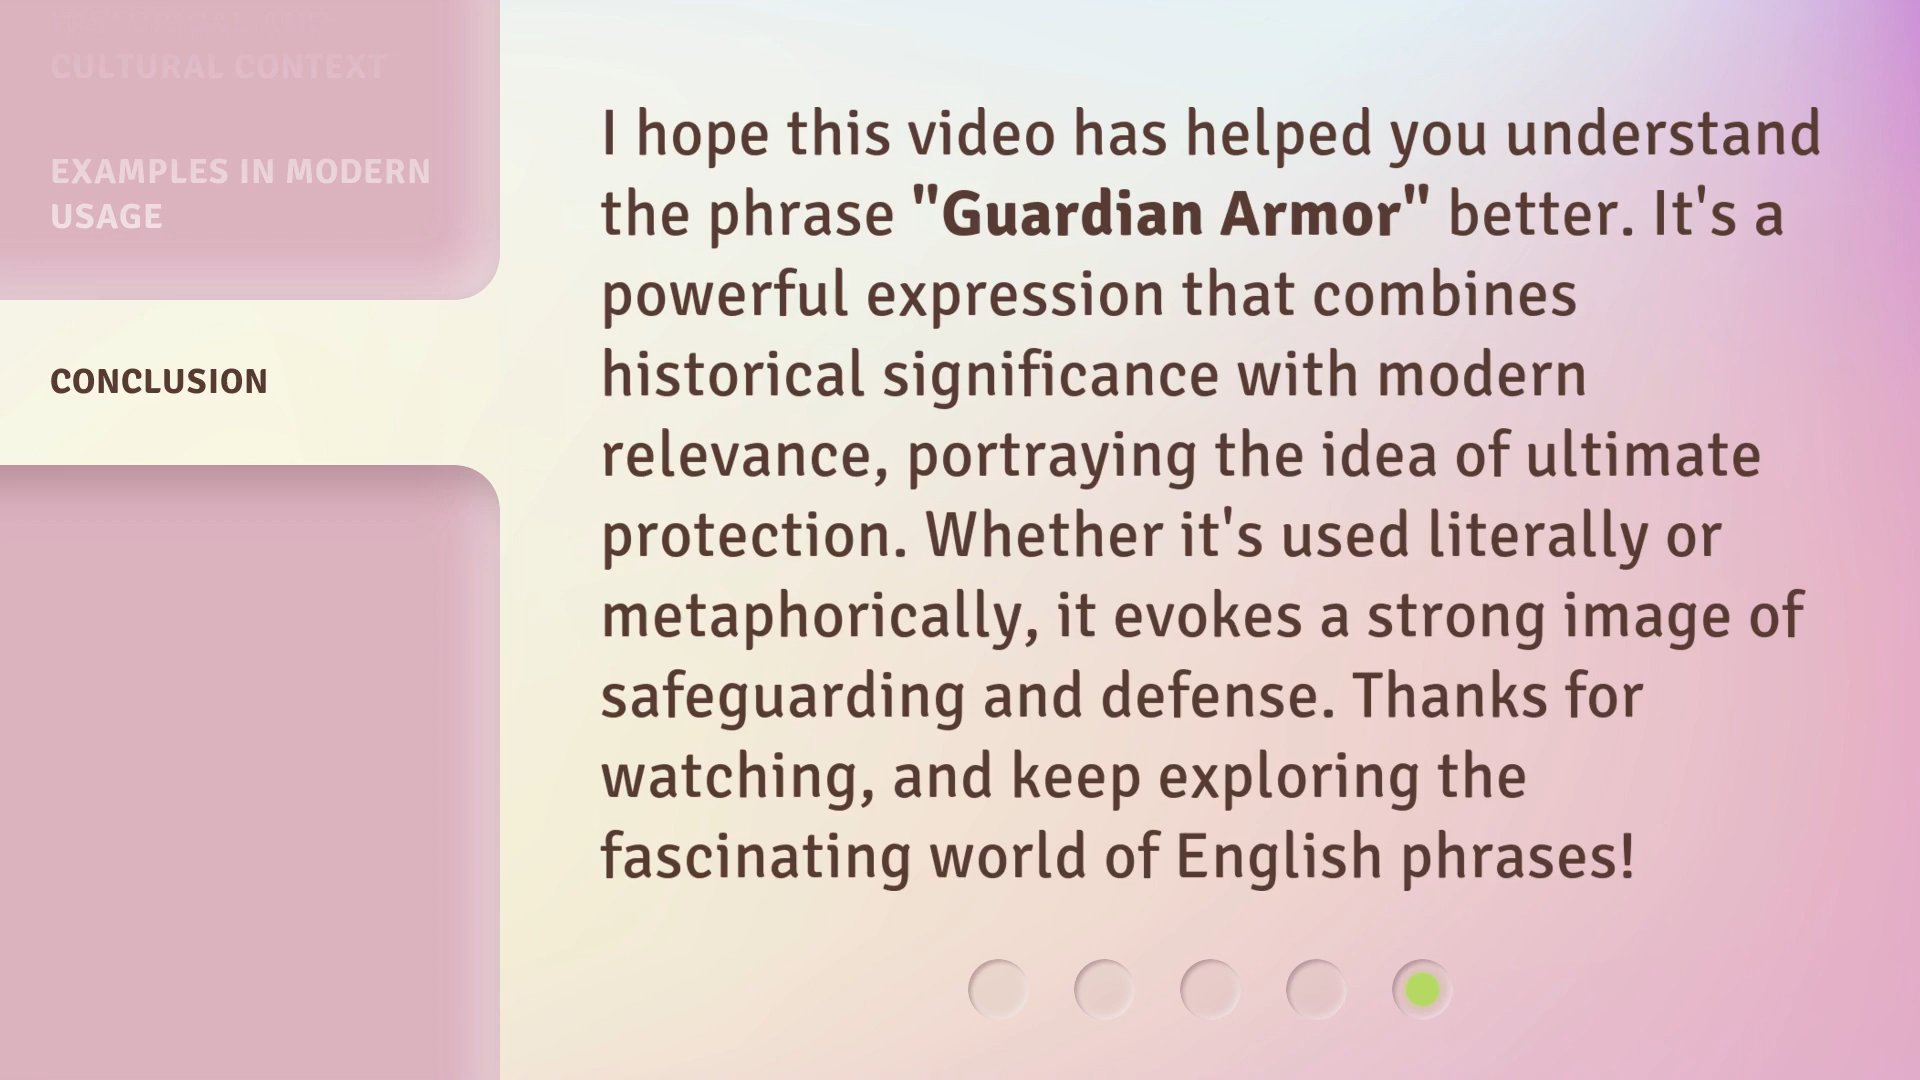 CULTURAL CONTEXT
EXAMPLES IN MODERN
USAGE
CONCLUSION
I hope this video has helped you understand
the phrase "Guardian Armor" better. It's a
powerful expression that combines
historical significance with modern
relevance, portraying the idea of ultimate
protection. Whether it's used literally or
metaphorically, it evokes a strong image of
safeguarding and defense. Thanks for
watching, and keep exploring the
fascinating world of English phrases!